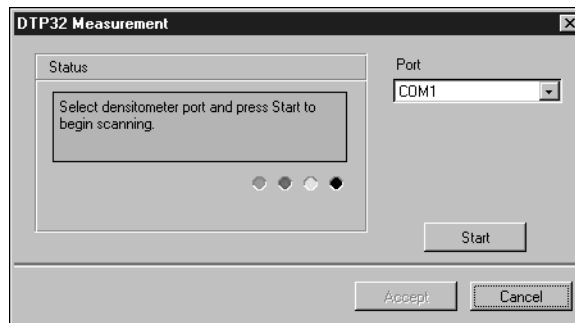 DTP32 Measurement
Status
Select densitometer port and press Start to
begin scanning.
Port
COM1
Start
Accept
Cancel